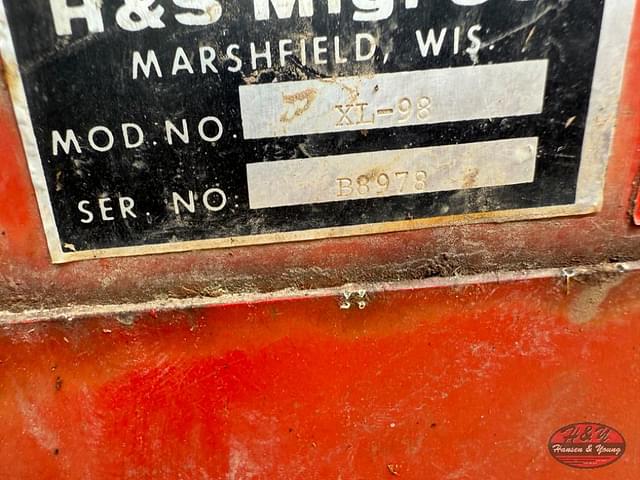 H&S Mfg. Co
MARSHFIELD, WIS.
MOD. NO. XL-98
SER. NO. B8978
H&Y
Hansen & Young